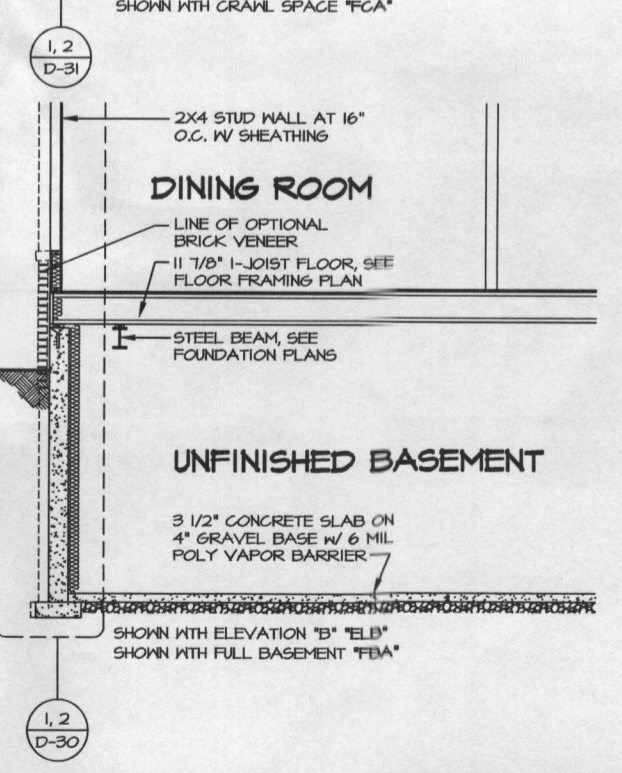 SHOWN WTH CRAWL SPACE "FCA"
1, 2
D-31
2X4 STUD WALL AT 16"
O.C. W/ SHEATHING
DINING ROOM
LINE OF OPTIONAL
BRICK VENEER
11 7/8" I-JOIST FLOOR, SEE
FLOOR FRAMING PLAN
STEEL BEAM, SEE
FOUNDATION PLANS
UNFINISHED BASEMENT
3 1/2" CONCRETE SLAB ON
4" GRAVEL BASE W/ 6 MIL
POLY VAPOR BARRIER
SHOWN WTH ELEVATION "B" "ELB"
SHOWN WTH FULL BASEMENT "FBA"
1, 2
D-30